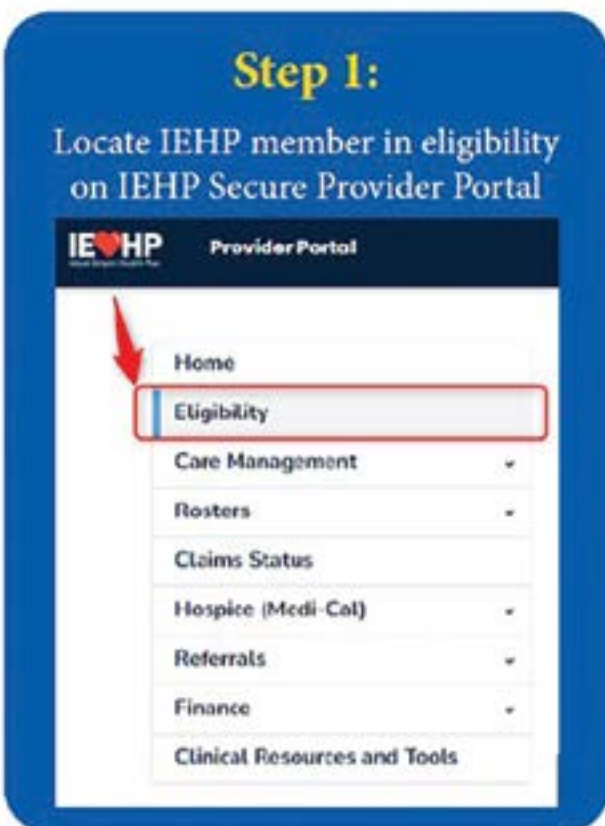 Step 1:
Locate IEHP member in eligibility
on IEHP Secure Provider Portal
IEHP Provider Portal
Home
Eligibility
Care Management
Rosters
Claims Status
Hospice (Medi-Cal)
Referrals
Finance
Clinical Resources and Tools